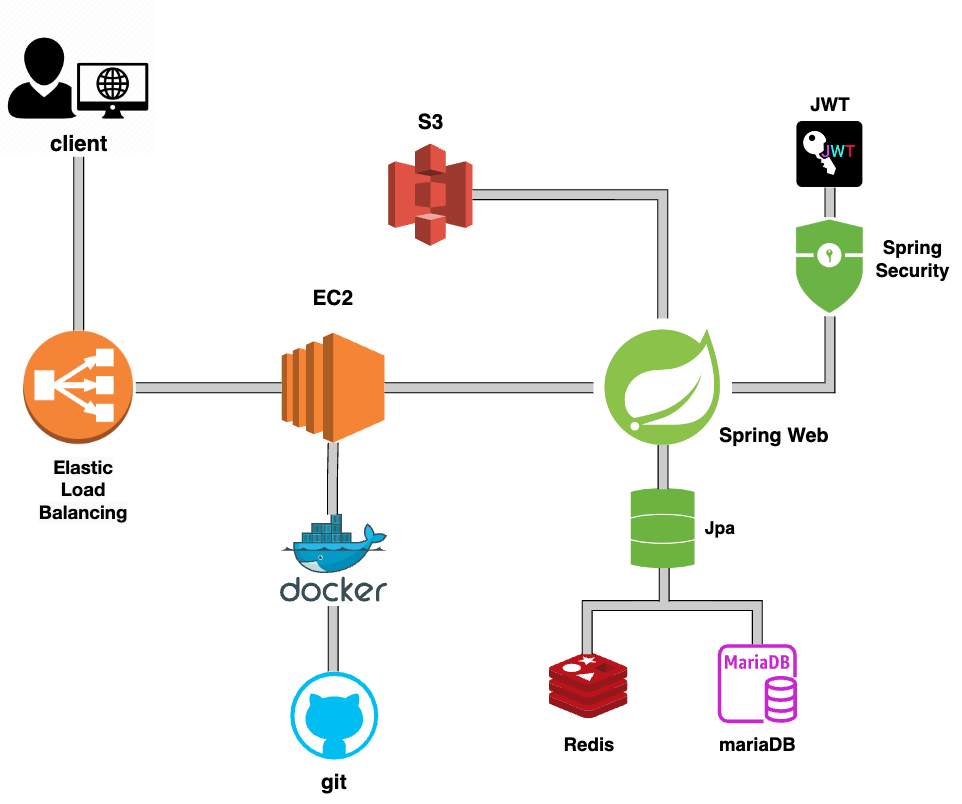 client
S3
JWT
JWT
Spring
Security
EC2
Spring Web
Elastic
Load
Balancing
Jpa
docker
MariaDB
Redis
mariaDB
git